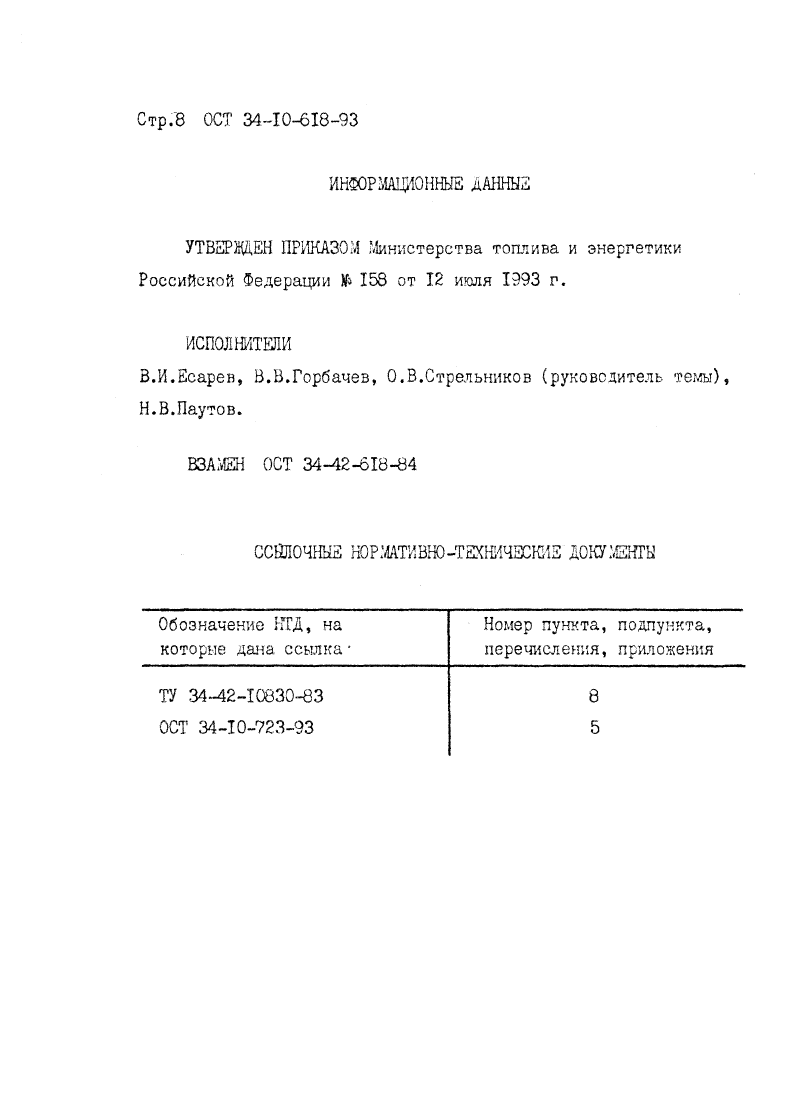 Стр.8 ОСТ 34-10-618-93
ИНФОРМАЦИОННЫЕ ДАННЫЕ
УТВЕРЖДЕН ПРИКАЗОМ Министерства топлива и энергетики
Российской Федерации № 158 от 12 июля 1993 г.
ИСПОЛНИТЕЛИ
В.И.Есарев, В.В.Горбачев, О.В.Стрельников (руководитель темы),
Н.В.Паутов.
ВЗАМЕН ОСТ 34-42-618-84
ССЫЛОЧНЫЕ НОРМАТИВНО-ТЕХНИЧЕСКИЕ ДОКУМЕНТЫ
Обозначение НТД, на
которые дана ссылка
Номер пункта, подпункта,
перечисления, приложения
ТУ 34-42-10830-83 8
ОСТ 34-10-723-93 5